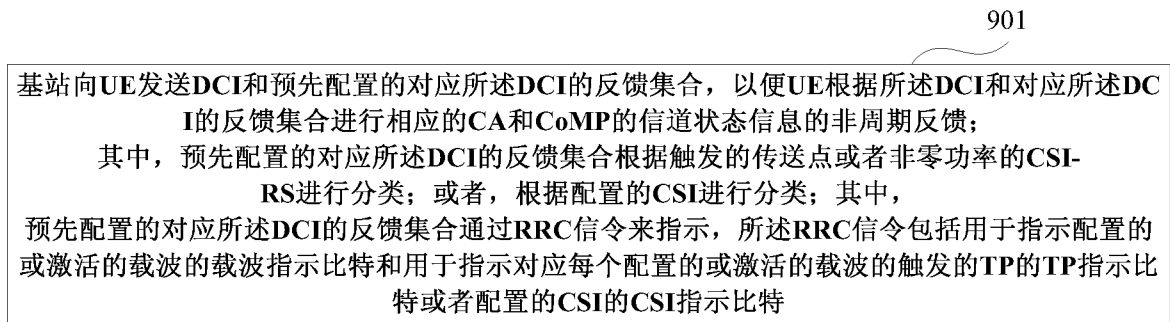 901
基站向UE发送DCI和预先配置的对应所述DCI的反馈集合，以便UE根据所述DCI和对应所述DC
I的反馈集合进行相应的CA和CoMP的信道状态信息的非周期反馈；
其中，预先配置的对应所述DCI的反馈集合根据触发的传送点或者非零功率的CSI-
RS进行分类；或者，根据配置的CSI进行分类；其中，
预先配置的对应所述DCI的反馈集合通过RRC信令来指示，所述RRC信令包括用于指示配置的
或激活的载波的载波指示比特和用于指示对应每个配置的或激活的载波的触发的TP的TP指示比
特或者配置的CSI的CSI指示比特